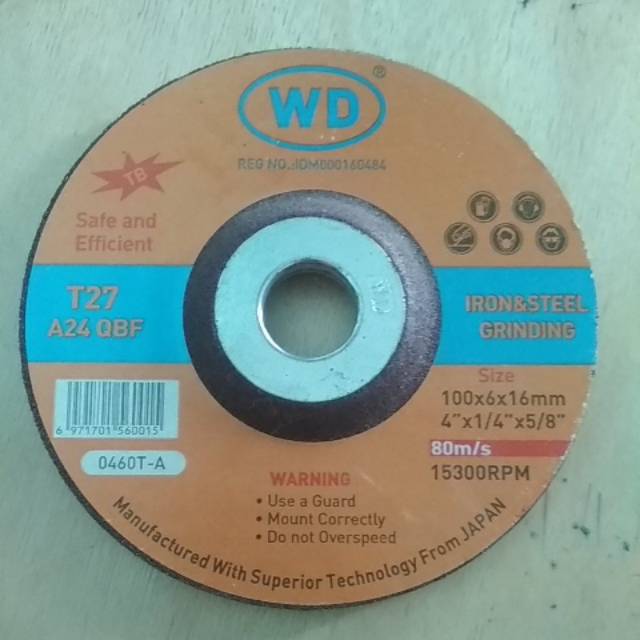 WD
®
REG NO.:IDM000160484
TB
Safe and
Efficient
T27
A24 QBF
IRON&STEEL
GRINDING
Size
100x6x16mm
4"x1/4"x5/8"
80m/s
15300RPM
6 971701 560015
0460T-A
WARNING
• Use a Guard
• Mount Correctly
• Do not Overspeed
Manufactured With Superior Technology From JAPAN
WD